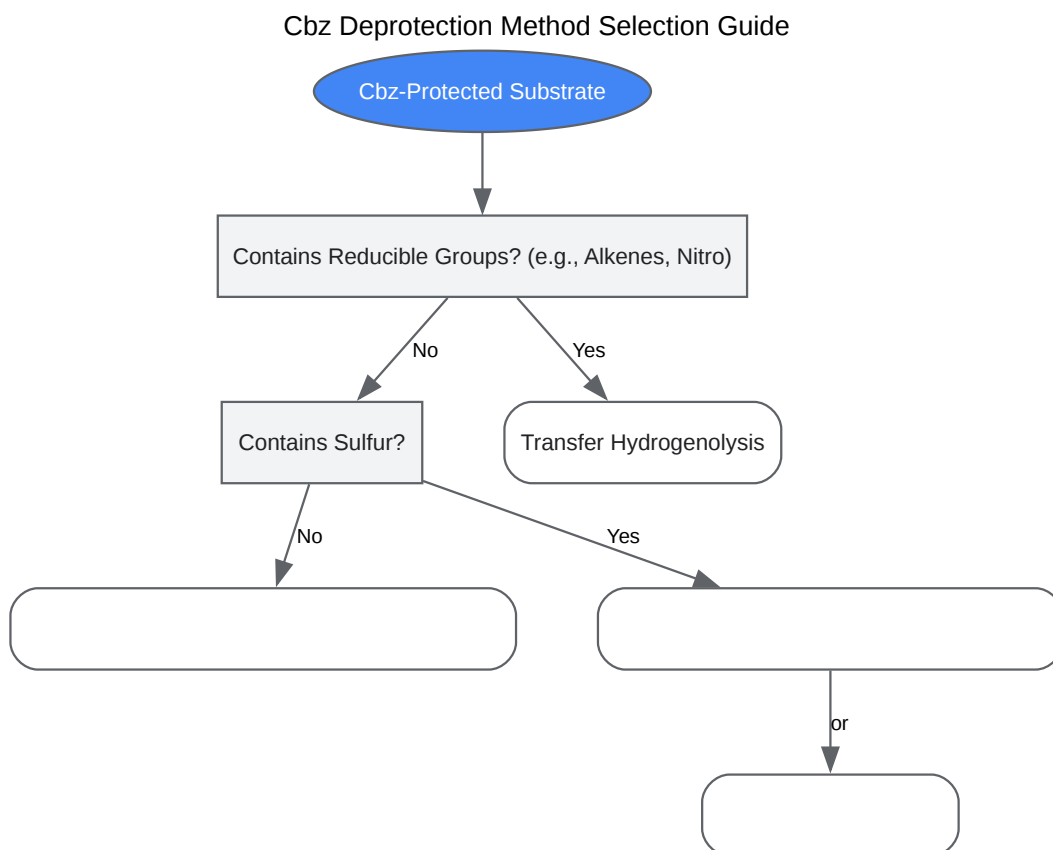 Cbz Deprotection Method Selection Guide
Cbz-Protected Substrate
Contains Reducible Groups? (e.g., Alkenes, Nitro)
No
Yes
Contains Sulfur?
Transfer Hydrogenolysis
No
Yes
or